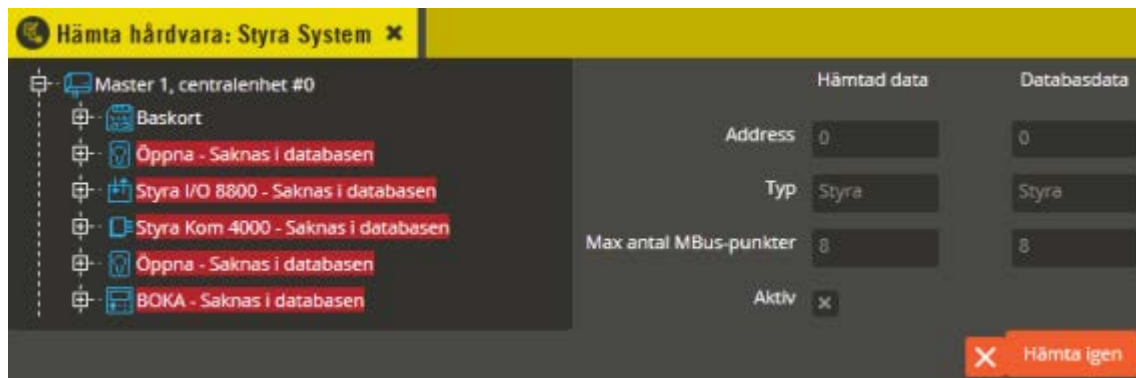 Hämta hårdvara: Styra System ×
Master 1, centralenhet #0
Baskort
Öppna - Saknas i databasen
Styra I/O 8800 - Saknas i databasen
Styra Kom 4000 - Saknas i databasen
Öppna - Saknas i databasen
BOKA - Saknas i databasen
Hämtad data Databasdata
Address 0 0
Typ Styra Styra
Max antal MBus-punkter 8 8
Aktiv
Hämta igen